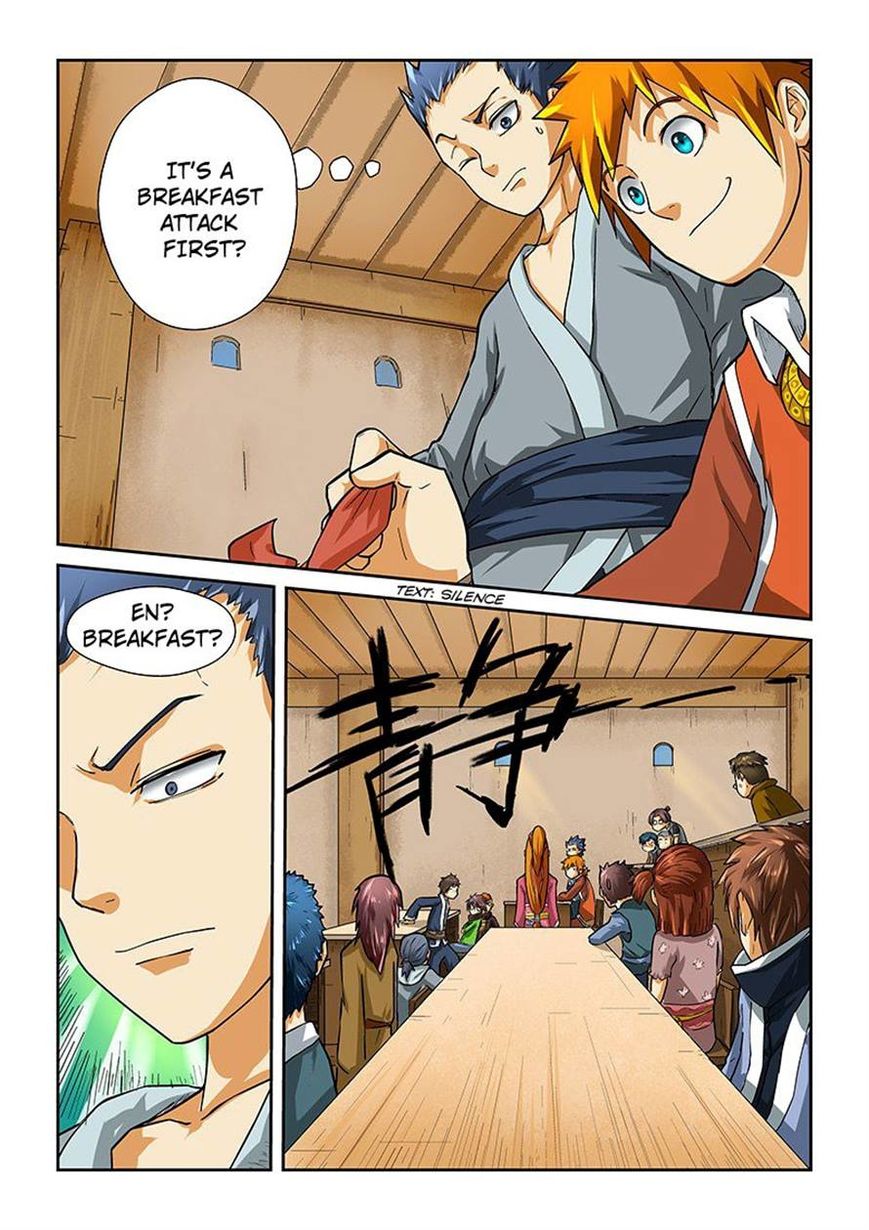 IT'S A
BREAKFAST
ATTACK
FIRST?
EN?
BREAKFAST?
TEXT: SILENCE
静